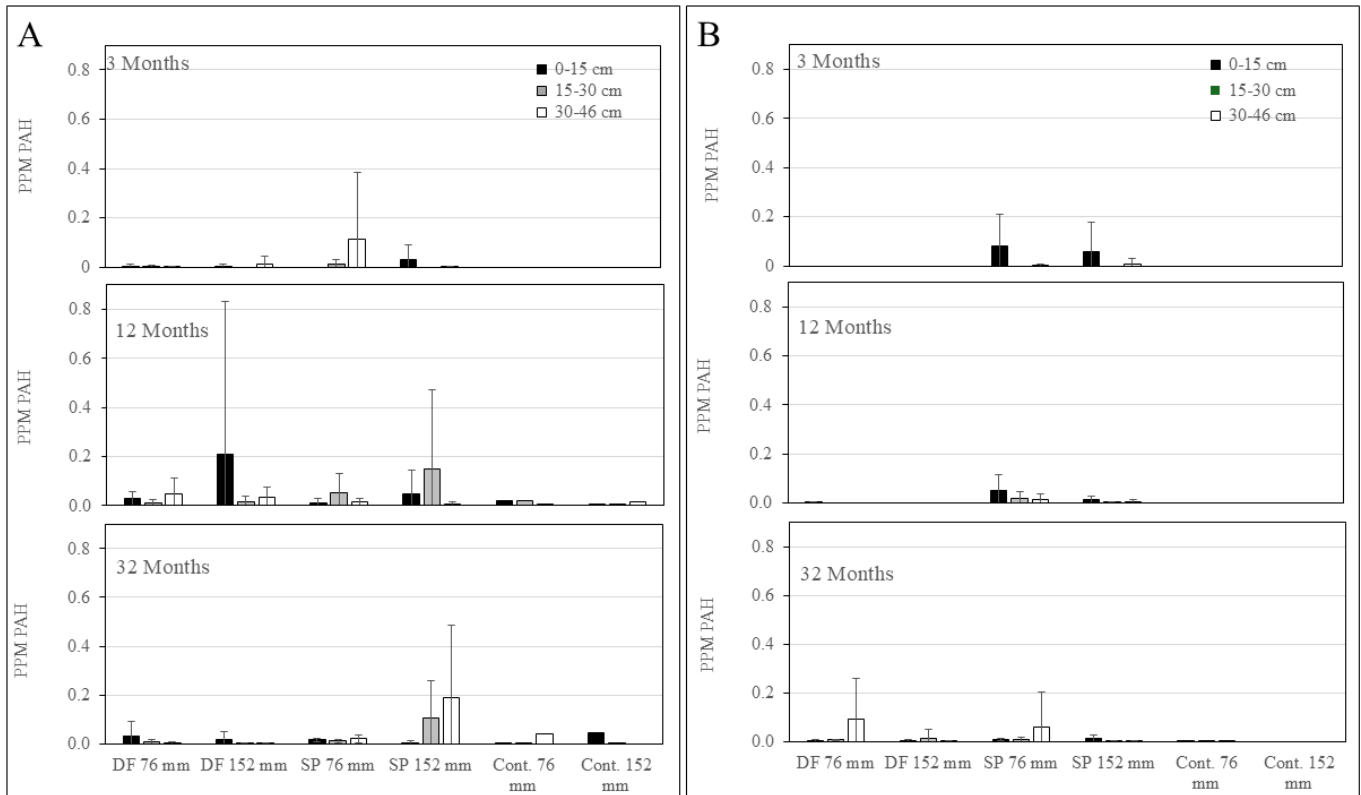 A
3 Months
0-15 cm
15-30 cm
30-46 cm
0.8
0.6
0.4
0.2
0
PPM PAH
12 Months
0.8
0.6
0.4
0.2
0.0
PPM PAH
32 Months
0.8
0.6
0.4
0.2
0.0
PPM PAH
DF 76 mm DF 152 mm SP 76 mm SP 152 mm Cont. 76 mm Cont. 152 mm
B
3 Months
0-15 cm
15-30 cm
30-46 cm
0.8
0.6
0.4
0.2
0
PPM PAH
12 Months
0.8
0.6
0.4
0.2
0.0
PPM PAH
32 Months
0.8
0.6
0.4
0.2
0.0
PPM PAH
DF 76 mm DF 152 mm SP 76 mm SP 152 mm Cont. 76 mm Cont. 152 mm